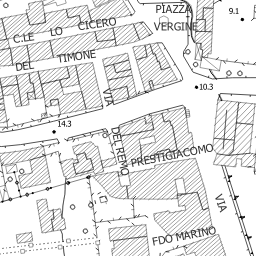 PIAZZA
VERGINE
9.1
C.LE LO CICERO
DEL TIMONE
10.3
VIA
14.3
DEL REMO
PRESTIGIACOMO
VIA
FDO MARINO